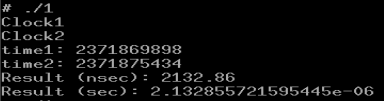 # ./1
Clock1
Clock2
time1: 2371869898
time2: 2371875434
Result (nsec): 2132.86
Result (sec): 2.132855721595445e-06